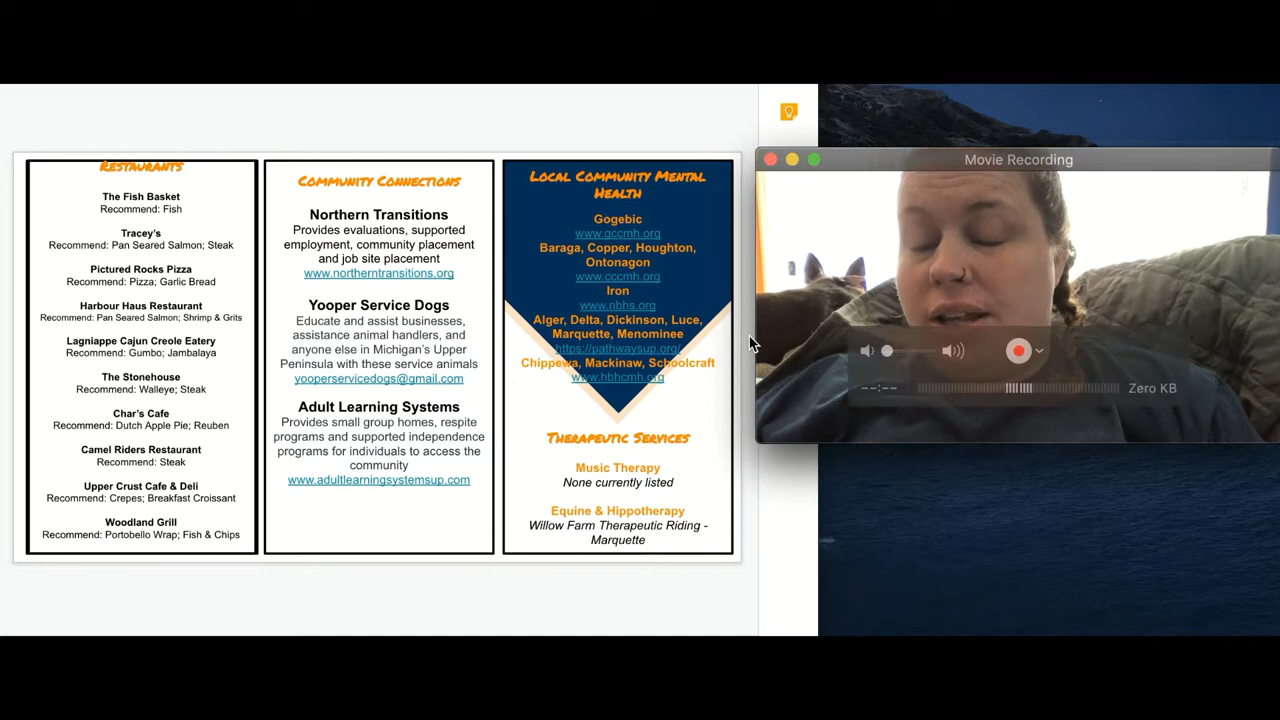 Restaurants
The Fish Basket
Recommend: Fish
Tracey's
Recommend: Pan Seared Salmon; Steak
Pictured Rocks Pizza
Recommend: Pizza; Garlic Bread
Harbour Haus Restaurant
Recommend: Pan Seared Salmon; Shrimp & Grits
Lagniappe Cajun Creole Eatery
Recommend: Gumbo; Jambalaya
The Stonehouse
Recommend: Walleye; Steak
Char's Cafe
Recommend: Dutch Apple Pie; Reuben
Camel Riders Restaurant
Recommend: Steak
Upper Crust Cafe & Deli
Recommend: Crepes; Breakfast Croissant
Woodland Grill
Recommend: Portobello Wrap; Fish & Chips
Community Connections
Northern Transitions
Provides evaluations, supported
employment, community placement
and job site placement
www.northerntransitions.org
Yooper Service Dogs
Educate and assist businesses,
assistance animal handlers, and
anyone else in Michigan's Upper
Peninsula with these service animals
yooperservicedogs@gmail.com
Adult Learning Systems
Provides small group homes, respite
programs and supported independence
programs for individuals to access the
community
www.adultlearningsystemsup.com
Local Community Mental
Health
Gogebic
www.gccmh.org
Baraga, Copper, Houghton,
Ontonagon
www.cccmh.org
Iron
www.nbhs.org
Alger, Delta, Dickinson, Luce,
Marquette, Menominee
https://pathwaysup.org/
Chippewa, Mackinaw, Schoolcraft
www.hbhcmh.org
Therapeutic Services
Music Therapy
None currently listed
Equine & Hippotherapy
Willow Farm Therapeutic Riding -
Marquette
Movie Recording
--:--
Zero KB